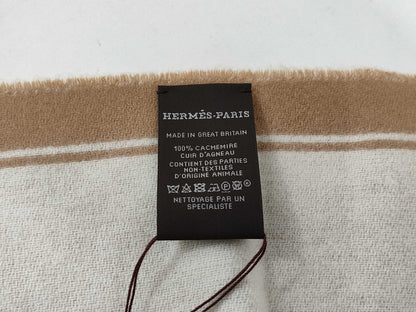 HERMÈS-PARIS
MADE IN GREAT BRITAIN
100% CACHEMIRE
CUIR D'AGNEAU
CONTIENT DES PARTIES
NON-TEXTILES
D'ORIGINE ANIMALE
NETTOYAGE PAR UN
SPECIALISTE